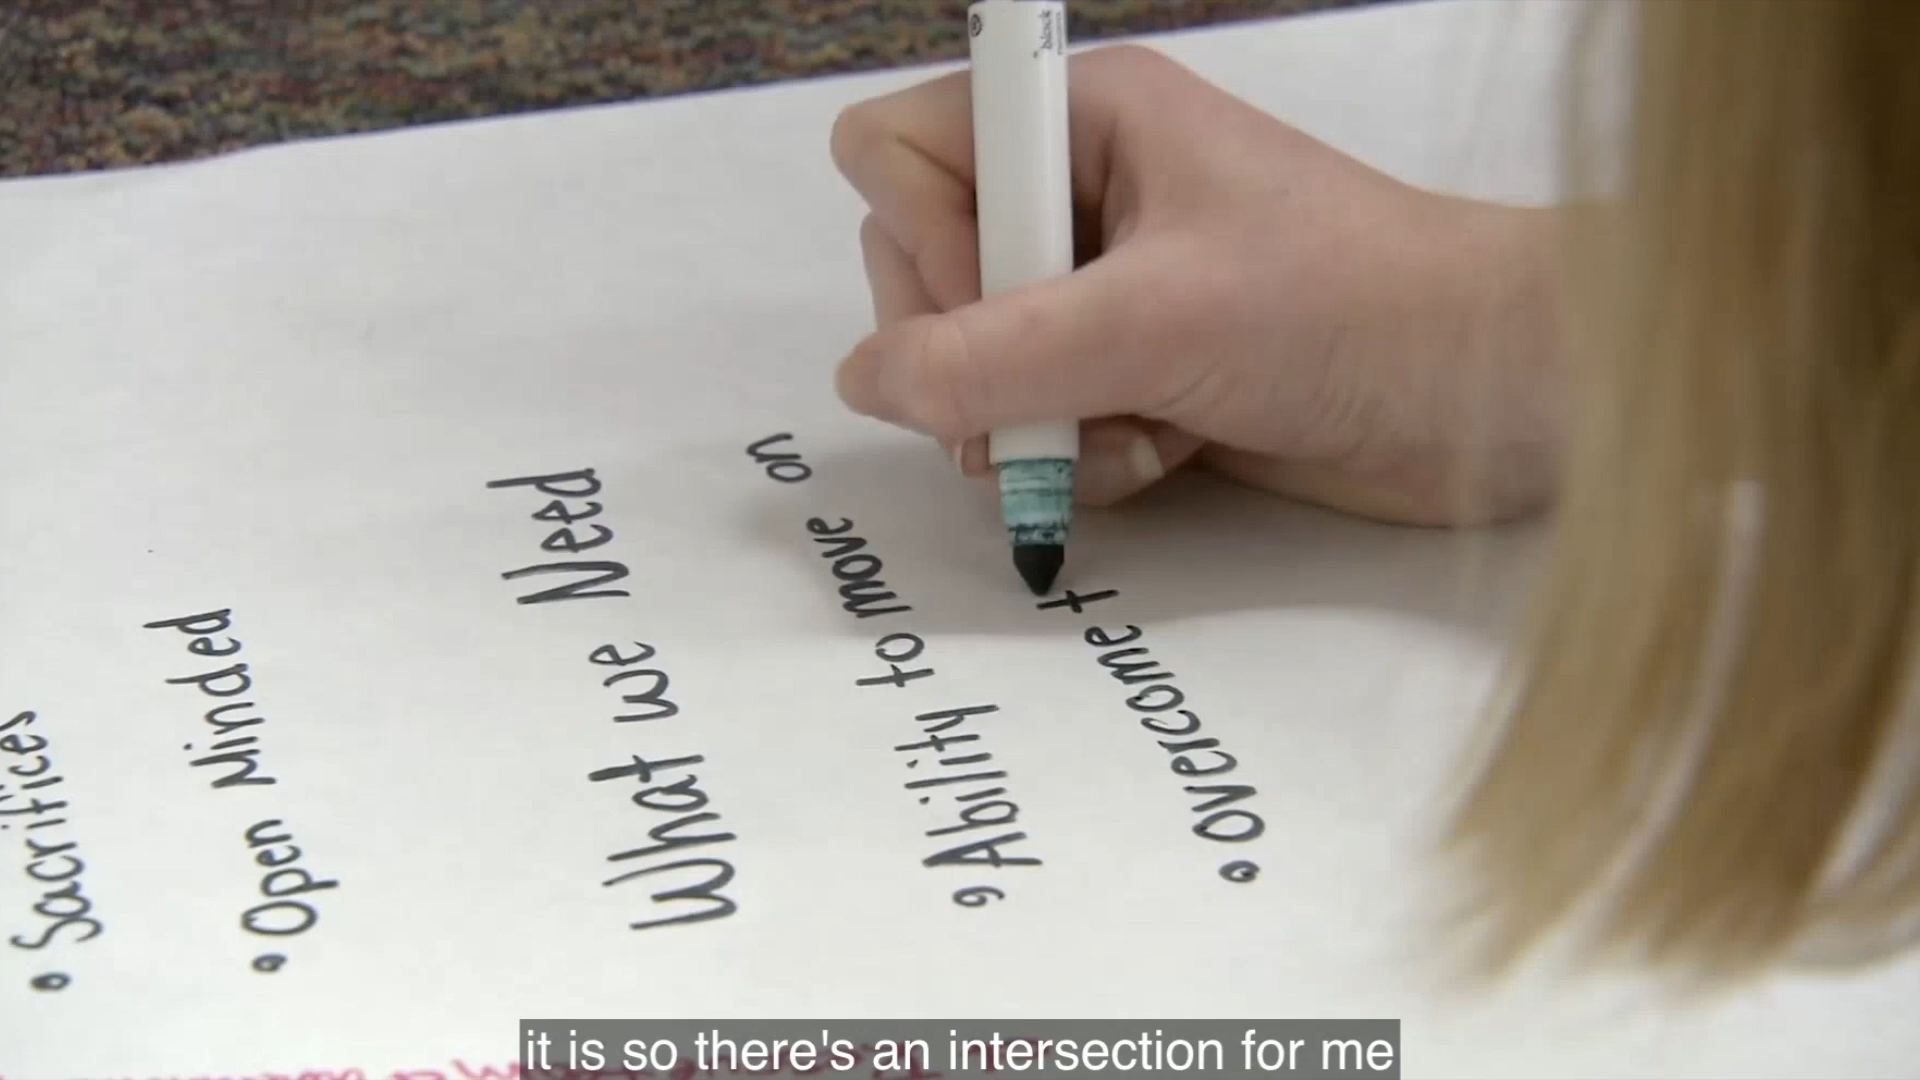 • Sacrifices
• Open Minded
What we Need
• Ability to move on
• overcome t
black
it is so there's an intersection for me